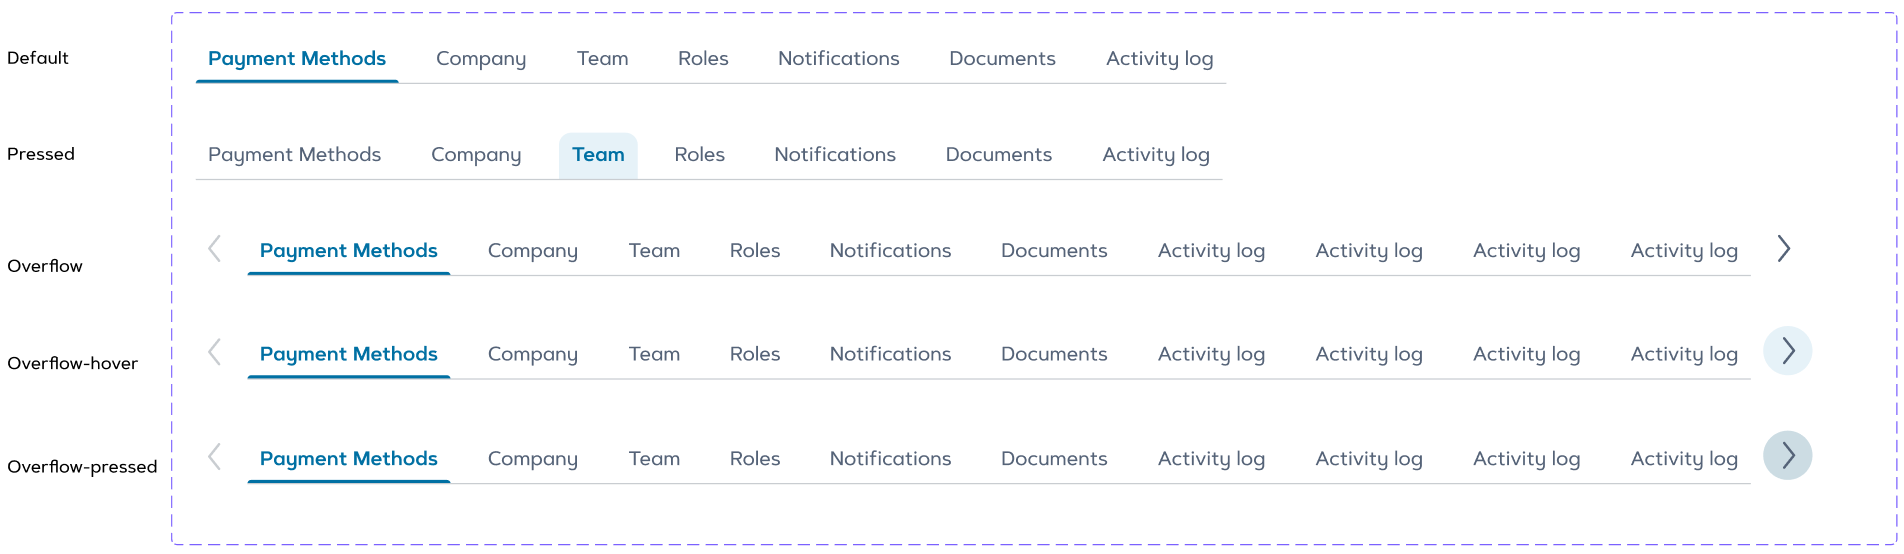 Default Payment Methods Company Team Roles Notifications Documents Activity log
Pressed Payment Methods Company Team Roles Notifications Documents Activity log
Overflow Payment Methods Company Team Roles Notifications Documents Activity log Activity log Activity log Activity log
Overflow-hover Payment Methods Company Team Roles Notifications Documents Activity log Activity log Activity log Activity log
Overflow-pressed Payment Methods Company Team Roles Notifications Documents Activity log Activity log Activity log Activity log